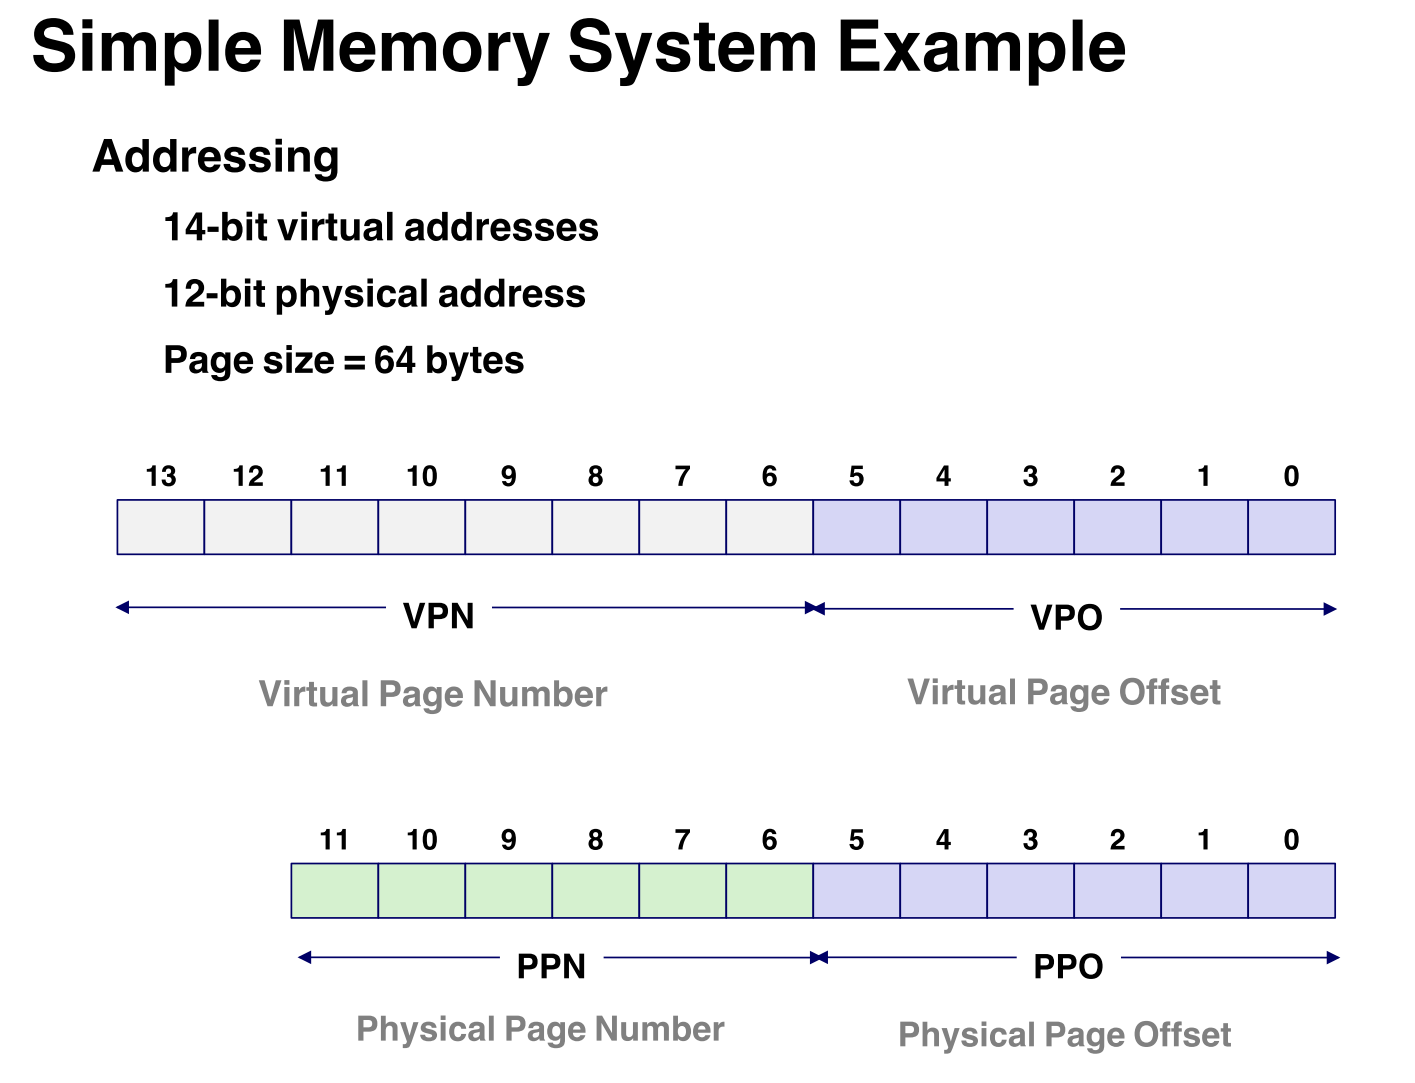 Simple Memory System Example
Addressing
14-bit virtual addresses
12-bit physical address
Page size = 64 bytes
13 12 11 10 9 8 7 6 5 4 3 2 1 0
VPN VPO
Virtual Page Number Virtual Page Offset
11 10 9 8 7 6 5 4 3 2 1 0
PPN PPO
Physical Page Number Physical Page Offset